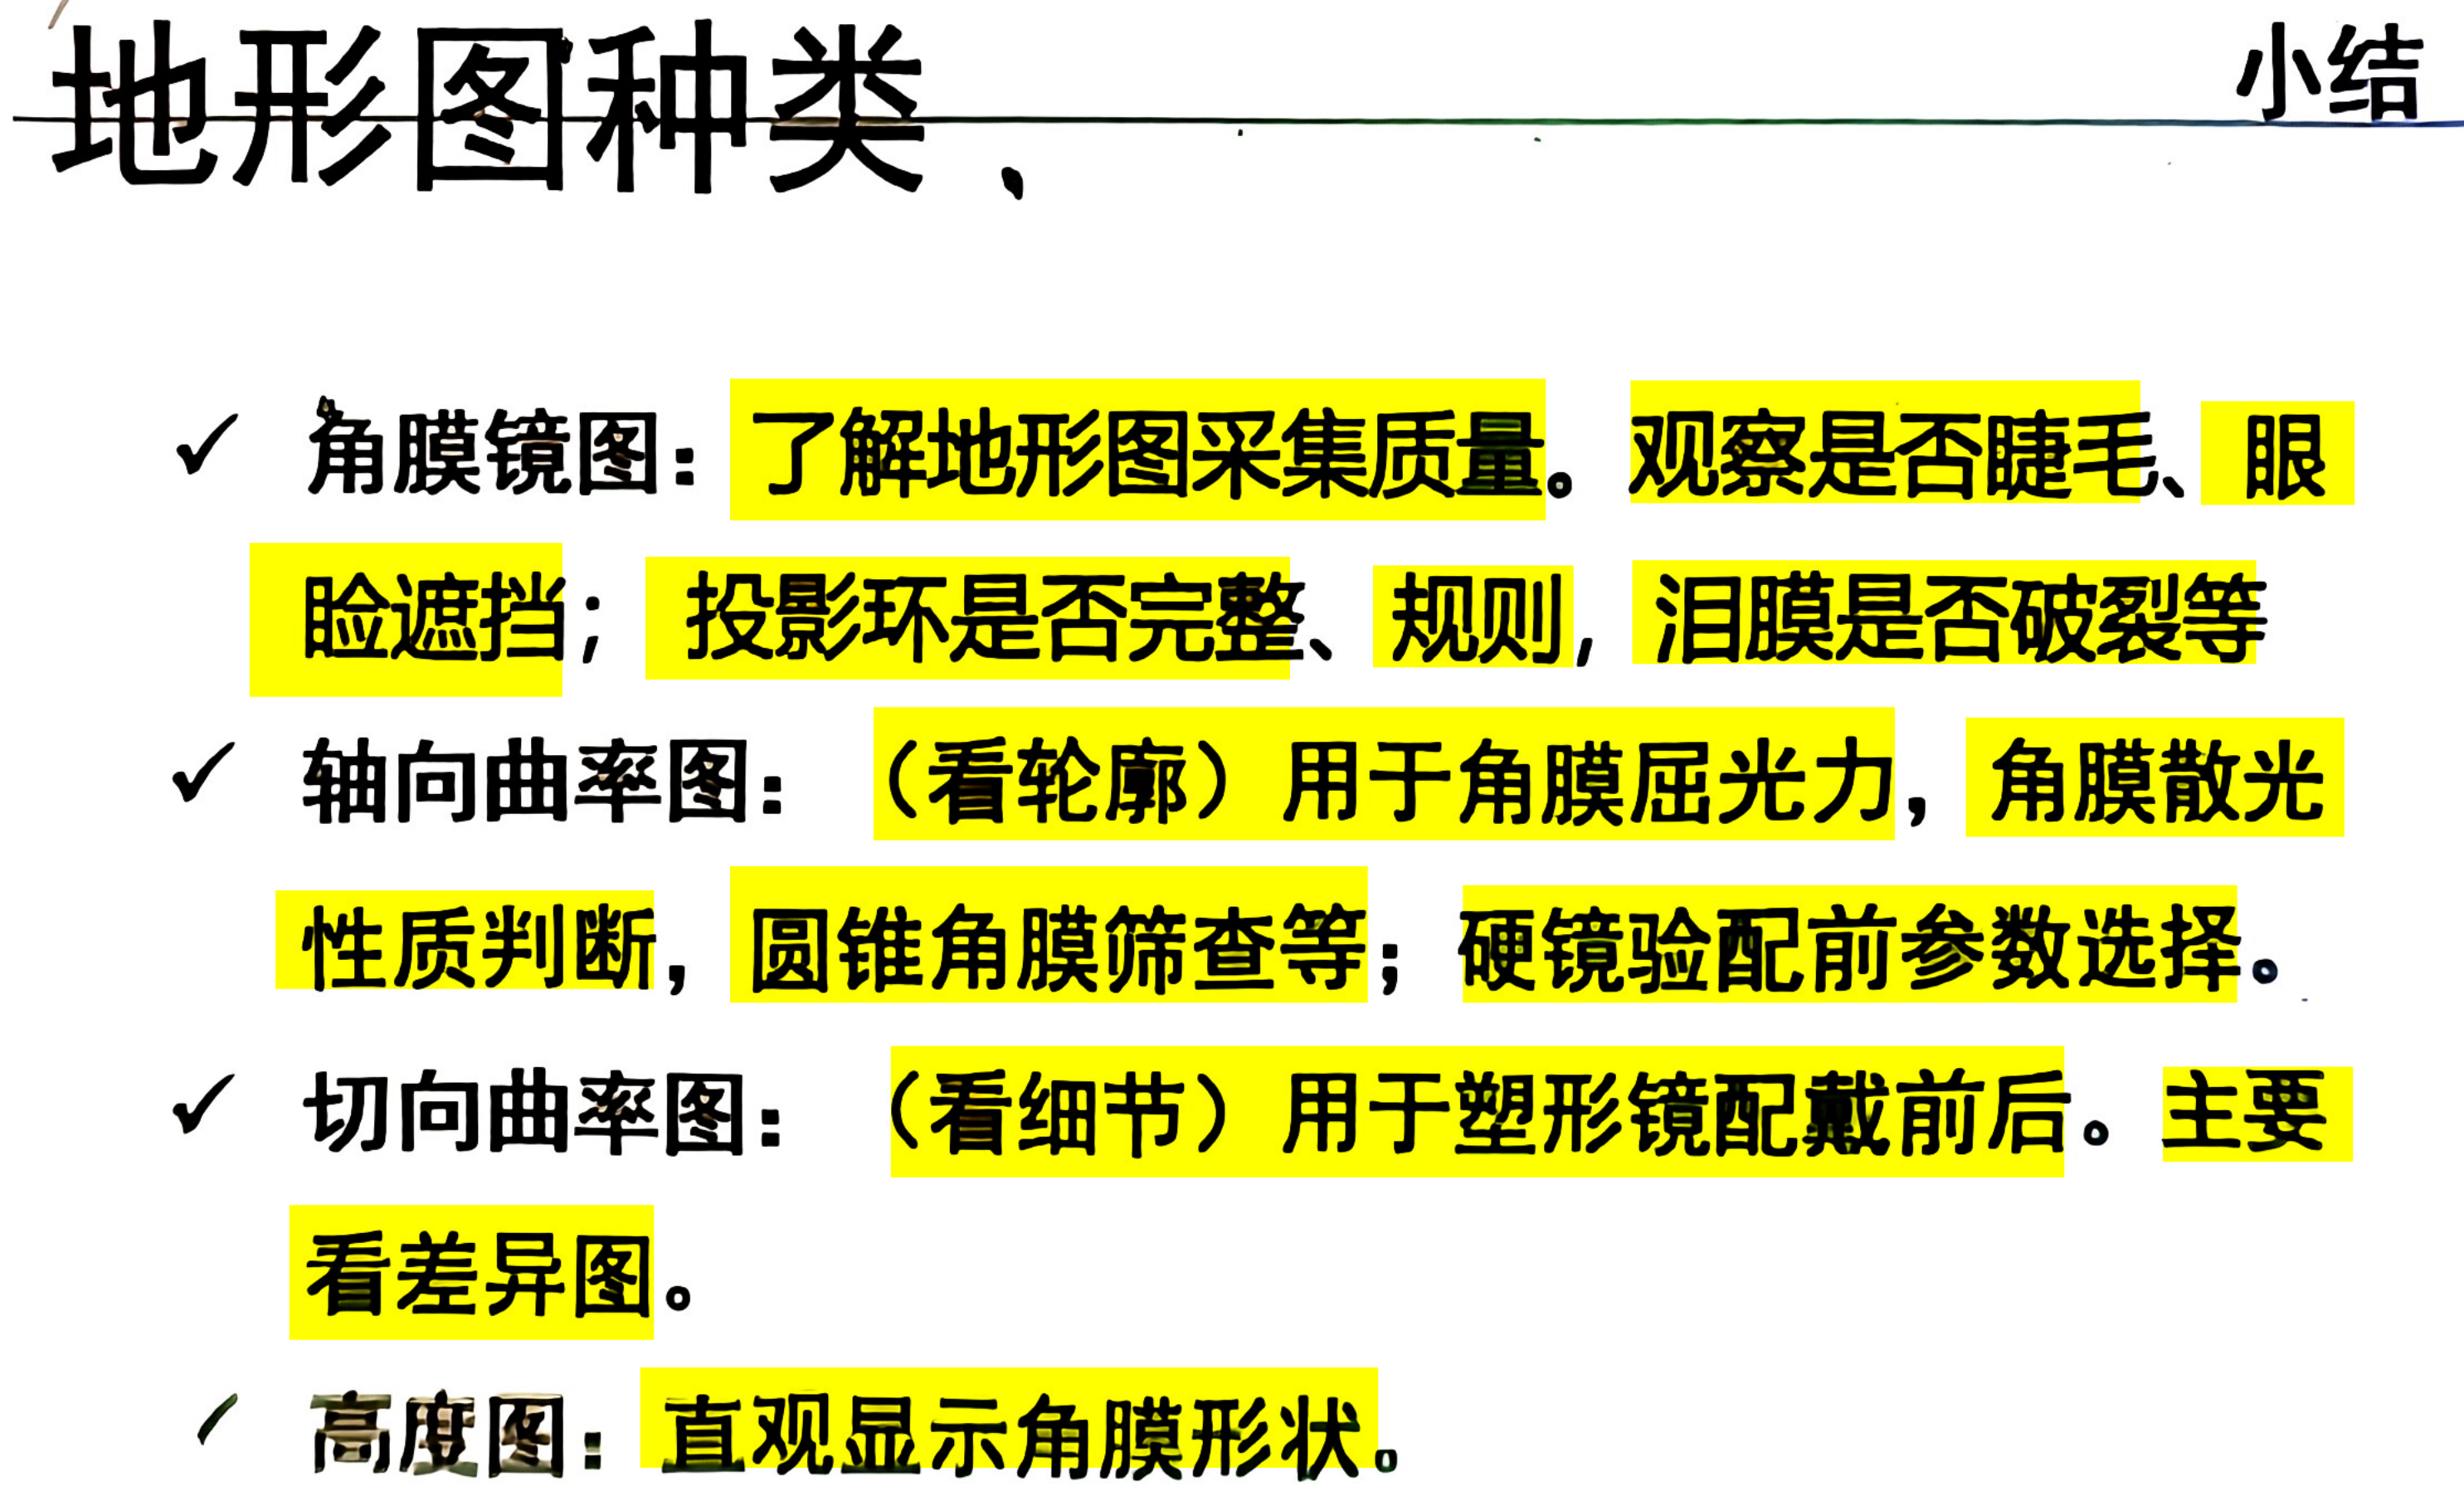 地形图种类、
小结
✓ 角膜镜图：了解地形图采集质量。观察是否睫毛、眼
睑遮挡；投影环是否完整、规则，泪膜是否破裂等
✓ 轴向曲率图：（看轮廓）用于角膜屈光力，角膜散光
性质判断，圆锥角膜筛查等；硬镜验配前参数选择。
✓ 切向曲率图：（看细节）用于塑形镜配戴前后。主要
看差异图。
✓ 高度图：直观显示角膜形状。